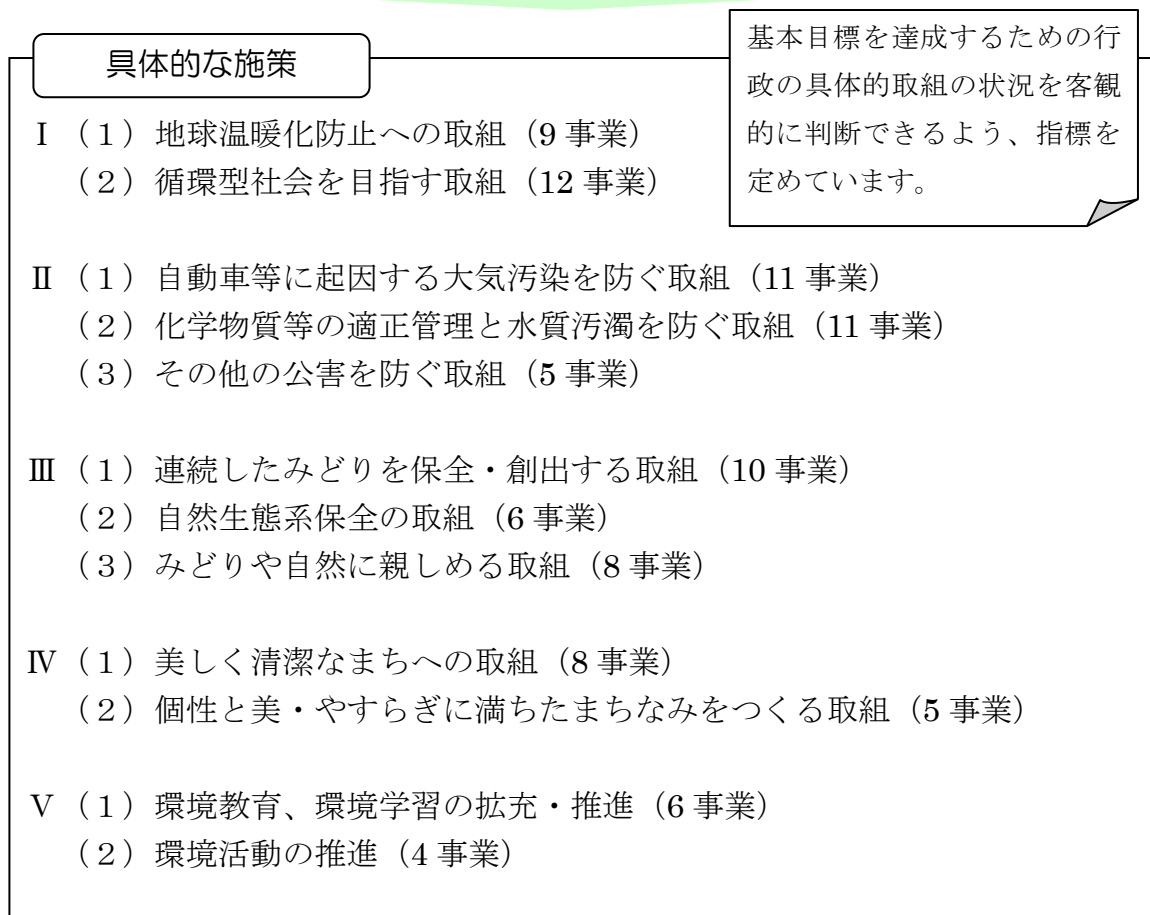 具体的な施策
基本目標を達成するための行
政の具体的取組の状況を客観
的に判断できるよう、指標を
定めています。
Ⅰ（１）地球温暖化防止への取組（9 事業）
（２）循環型社会を目指す取組（12 事業）
Ⅱ（１）自動車等に起因する大気汚染を防ぐ取組（11 事業）
（２）化学物質等の適正管理と水質汚濁を防ぐ取組（11 事業）
（３）その他の公害を防ぐ取組（5 事業）
Ⅲ（１）連続したみどりを保全・創出する取組（10 事業）
（２）自然生態系保全の取組（6 事業）
（３）みどりや自然に親しめる取組（8 事業）
Ⅳ（１）美しく清潔なまちへの取組（8 事業）
（２）個性と美・やすらぎに満ちたまちなみをつくる取組（5 事業）
Ⅴ（１）環境教育、環境学習の拡充・推進（6 事業）
（２）環境活動の推進（4 事業）